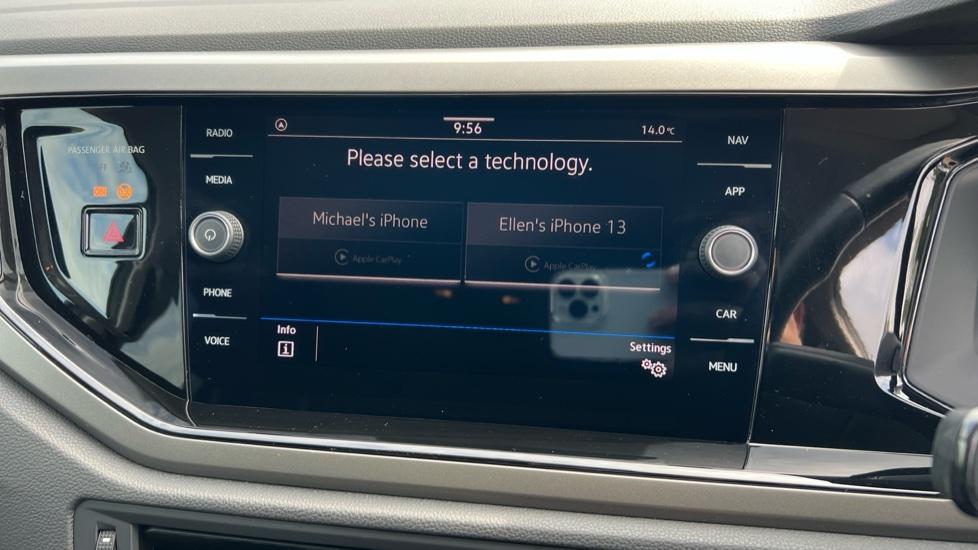 PASSENGER AIR BAG
ON
RADIO
MEDIA
PHONE
VOICE
9:56
14.0°C
Please select a technology.
Michael's iPhone
Apple CarPlay
Ellen's iPhone 13
Apple CarPlay
Info
Settings
NAV
APP
CAR
MENU